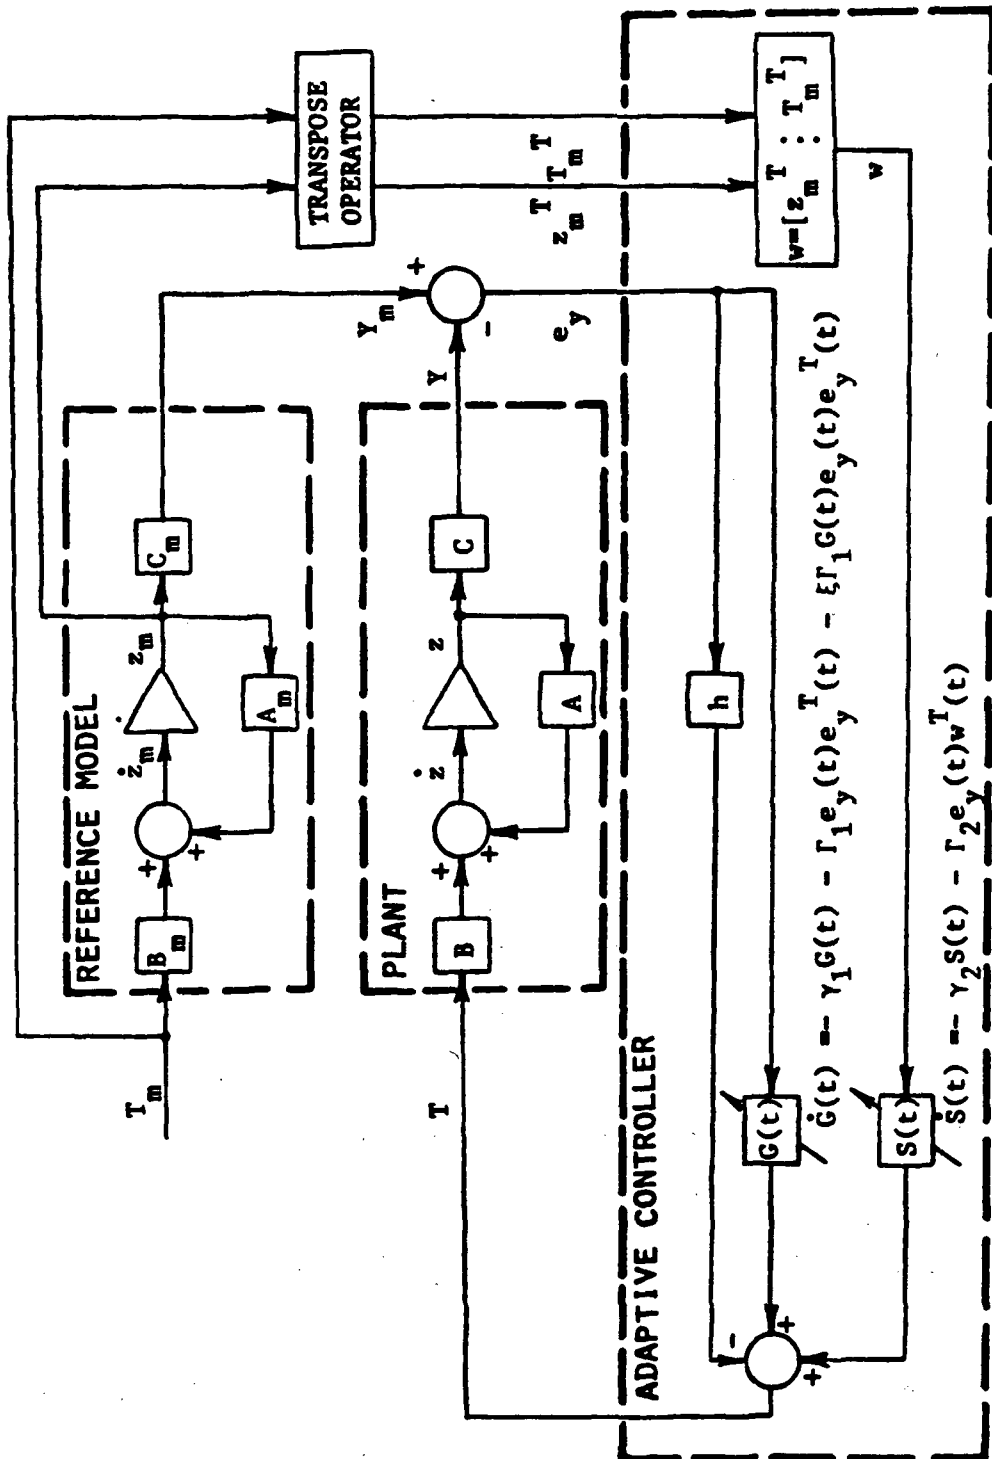 REFERENCE MODEL
T_m
B_m
+
+
ż_m
z_m
A_m
C_m
Y_m
+
-
e_y
TRANSPOSE
OPERATOR
z_m^T
T_m^T
PLANT
T
B
+
+
ż
z
A
C
Y
ADAPTIVE CONTROLLER
w=[z_m^T : T_m^T]
w
h
-
+
+
G(t)
Ġ(t) =- γ_1G(t) - Γ_1e_y(t)e_y^T(t) - ξΓ_1G(t)e_y(t)e_y^T(t)
S(t)
Ṡ(t) =- γ_2S(t) - Γ_2e_y(t)w^T(t)